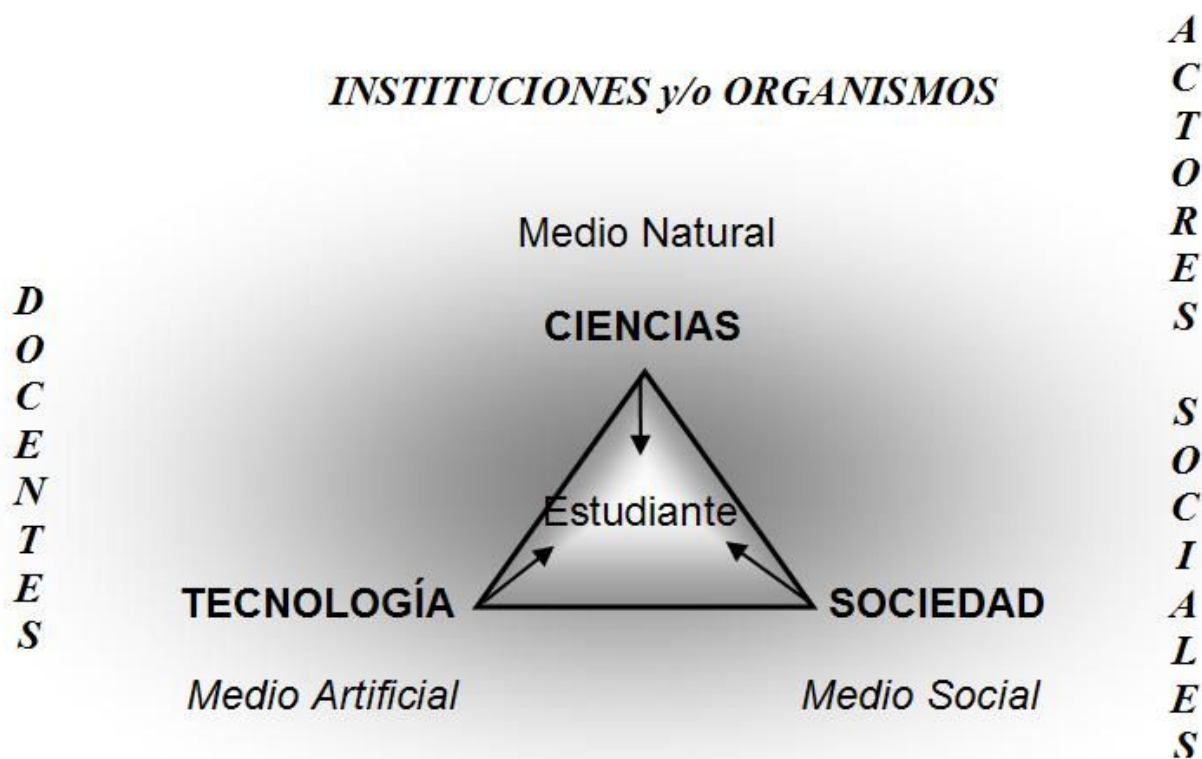 INSTITUCIONES y/o ORGANISMOS
Medio Natural
CIENCIAS
Estudiante
TECNOLOGÍA
SOCIEDAD
Medio Artificial
Medio Social
DOCENTES
ACTORES SOCIALES